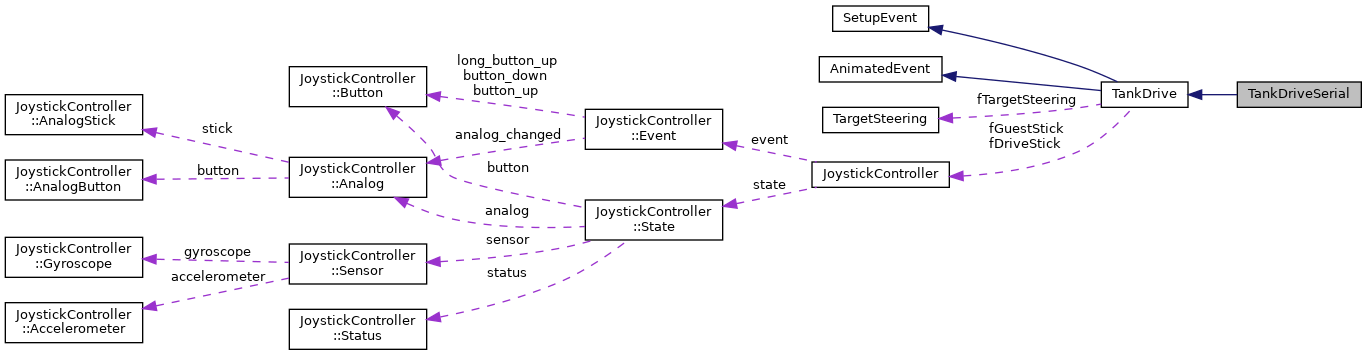 SetupEvent
long_button_up
button_down
button_up
JoystickController
::Button
AnimatedEvent
JoystickController
::AnalogStick
stick
analog_changed
JoystickController
::Event
fTargetSteering
TargetSteering
TankDrive
TankDriveSerial
fGuestStick
fDriveStick
event
JoystickController
::AnalogButton
button
JoystickController
::Analog
button
JoystickController
state
analog
JoystickController
::State
JoystickController
::Gyroscope
gyroscope
accelerometer
JoystickController
::Sensor
sensor
status
JoystickController
::Accelerometer
JoystickController
::Status